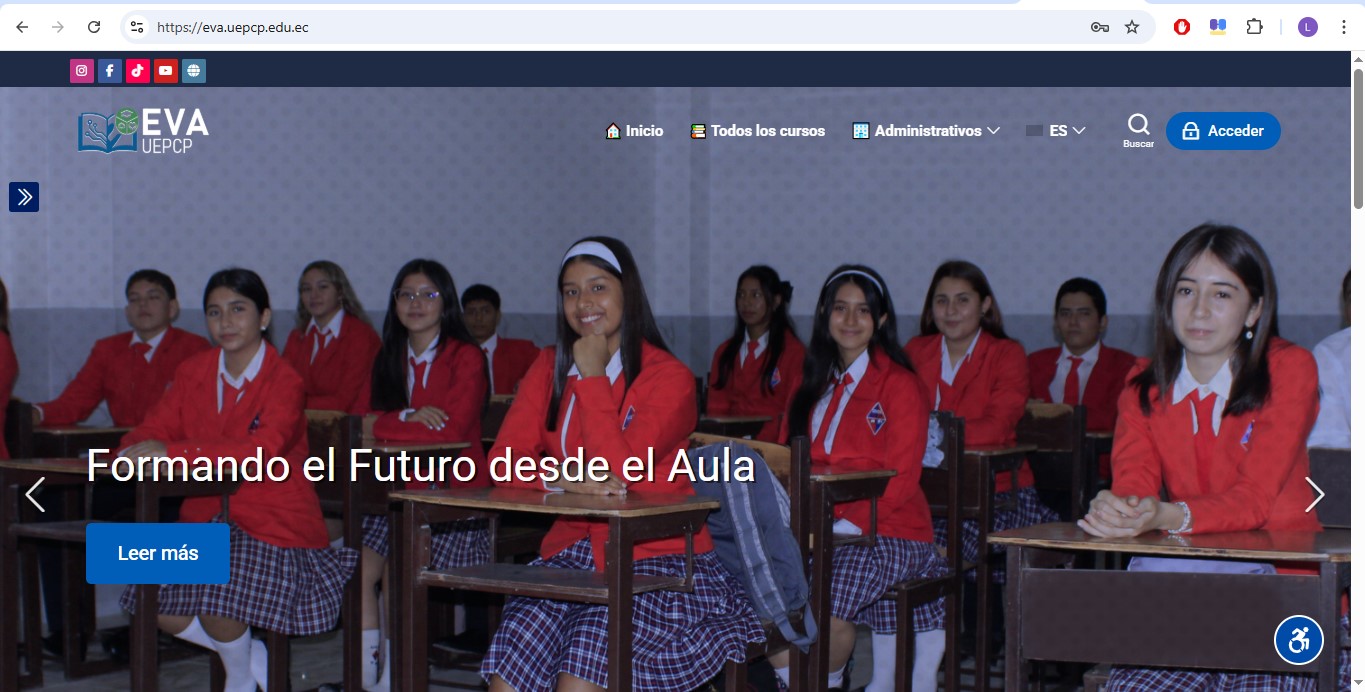 https://eva.uepcp.edu.ec
L
EVA
UEPCP
Inicio
Todos los cursos
Administrativos
ES
Buscar
Acceder
Formando el Futuro desde el Aula
Leer más